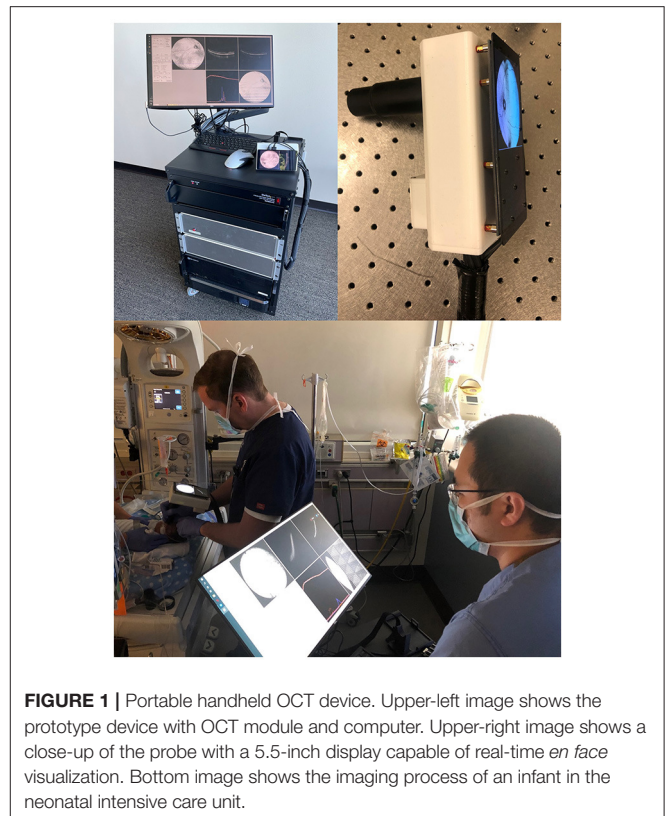 FIGURE 1 | Portable handheld OCT device. Upper-left image shows the
prototype device with OCT module and computer. Upper-right image shows a
close-up of the probe with a 5.5-inch display capable of real-time en face
visualization. Bottom image shows the imaging process of an infant in the
neonatal intensive care unit.